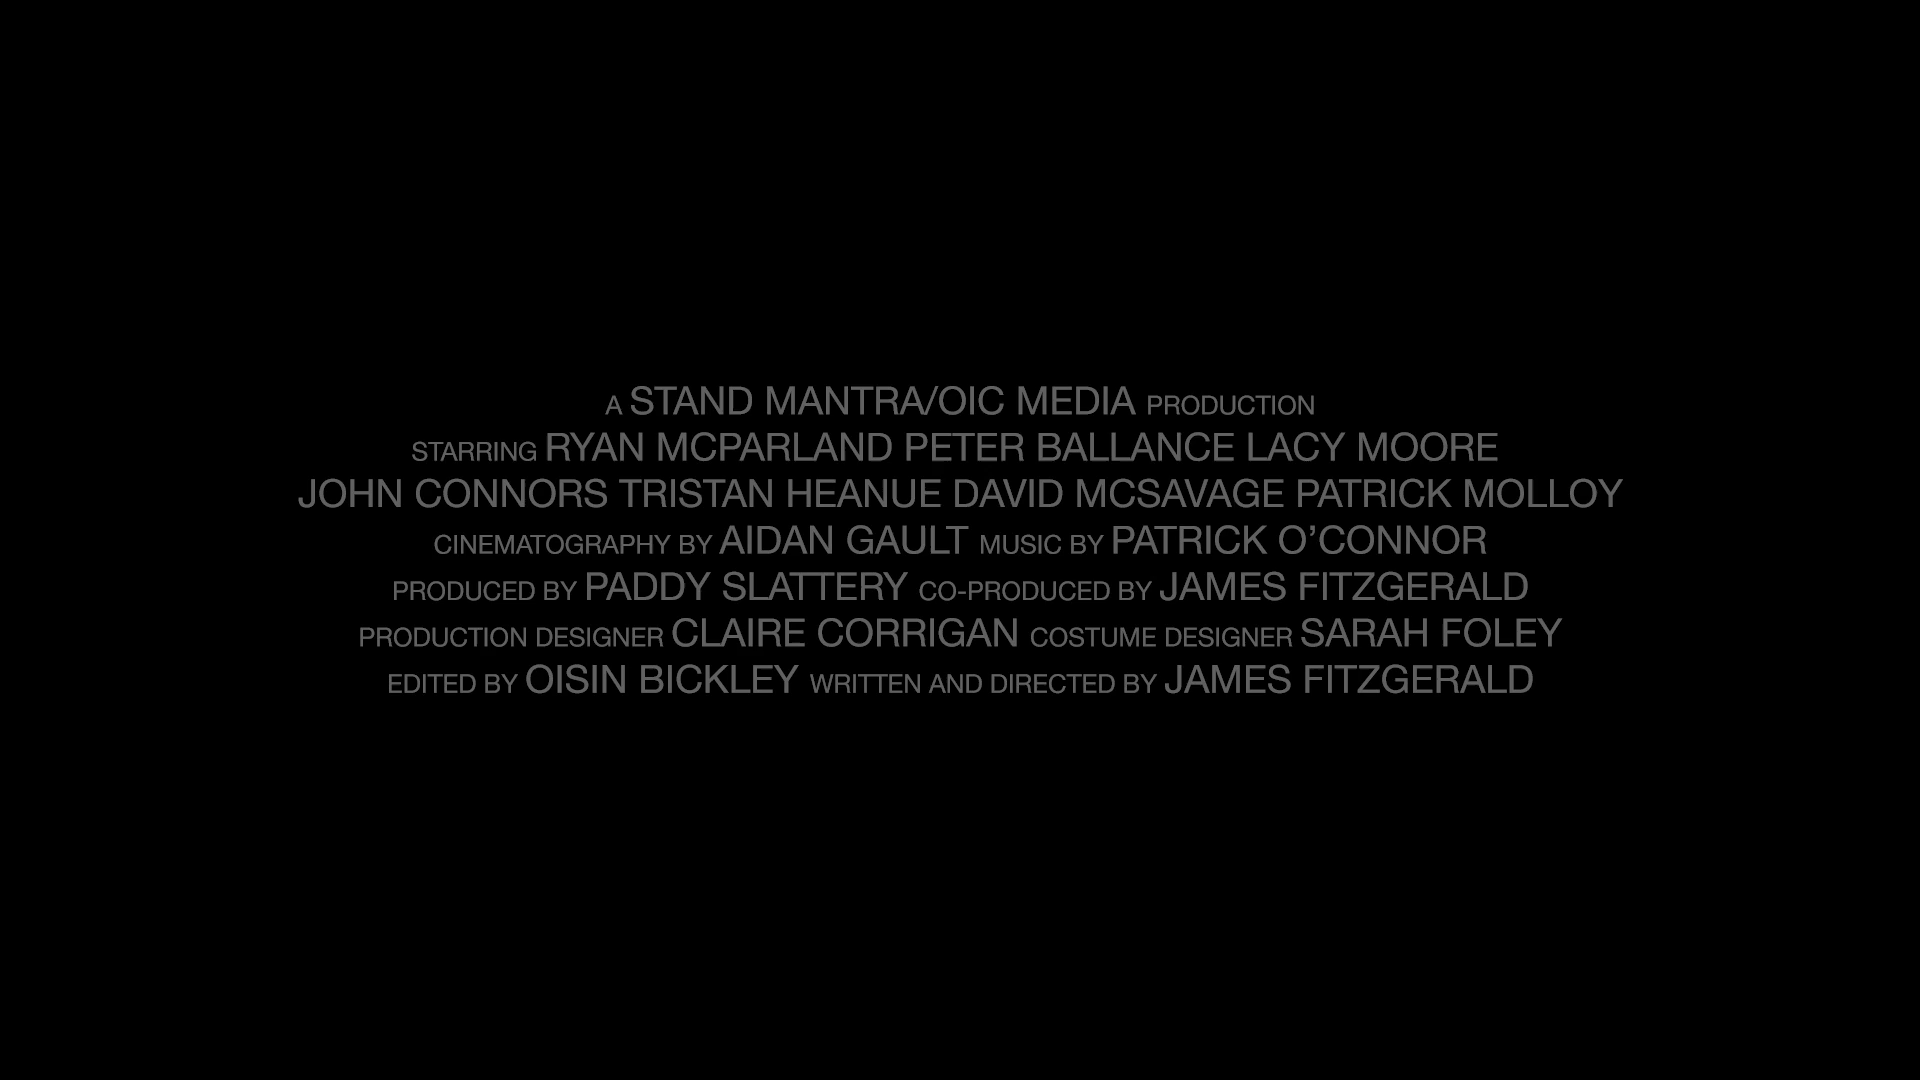 A STAND MANTRA/OIC MEDIA PRODUCTION
STARRING RYAN MCPARLAND PETER BALLANCE LACY MOORE
JOHN CONNORS TRISTAN HEANUE DAVID MCSAVAGE PATRICK MOLLOY
CINEMATOGRAPHY BY AIDAN GAULT MUSIC BY PATRICK O’CONNOR
PRODUCED BY PADDY SLATTERY CO-PRODUCED BY JAMES FITZGERALD
PRODUCTION DESIGNER CLAIRE CORRIGAN COSTUME DESIGNER SARAH FOLEY
EDITED BY OISIN BICKLEY WRITTEN AND DIRECTED BY JAMES FITZGERALD